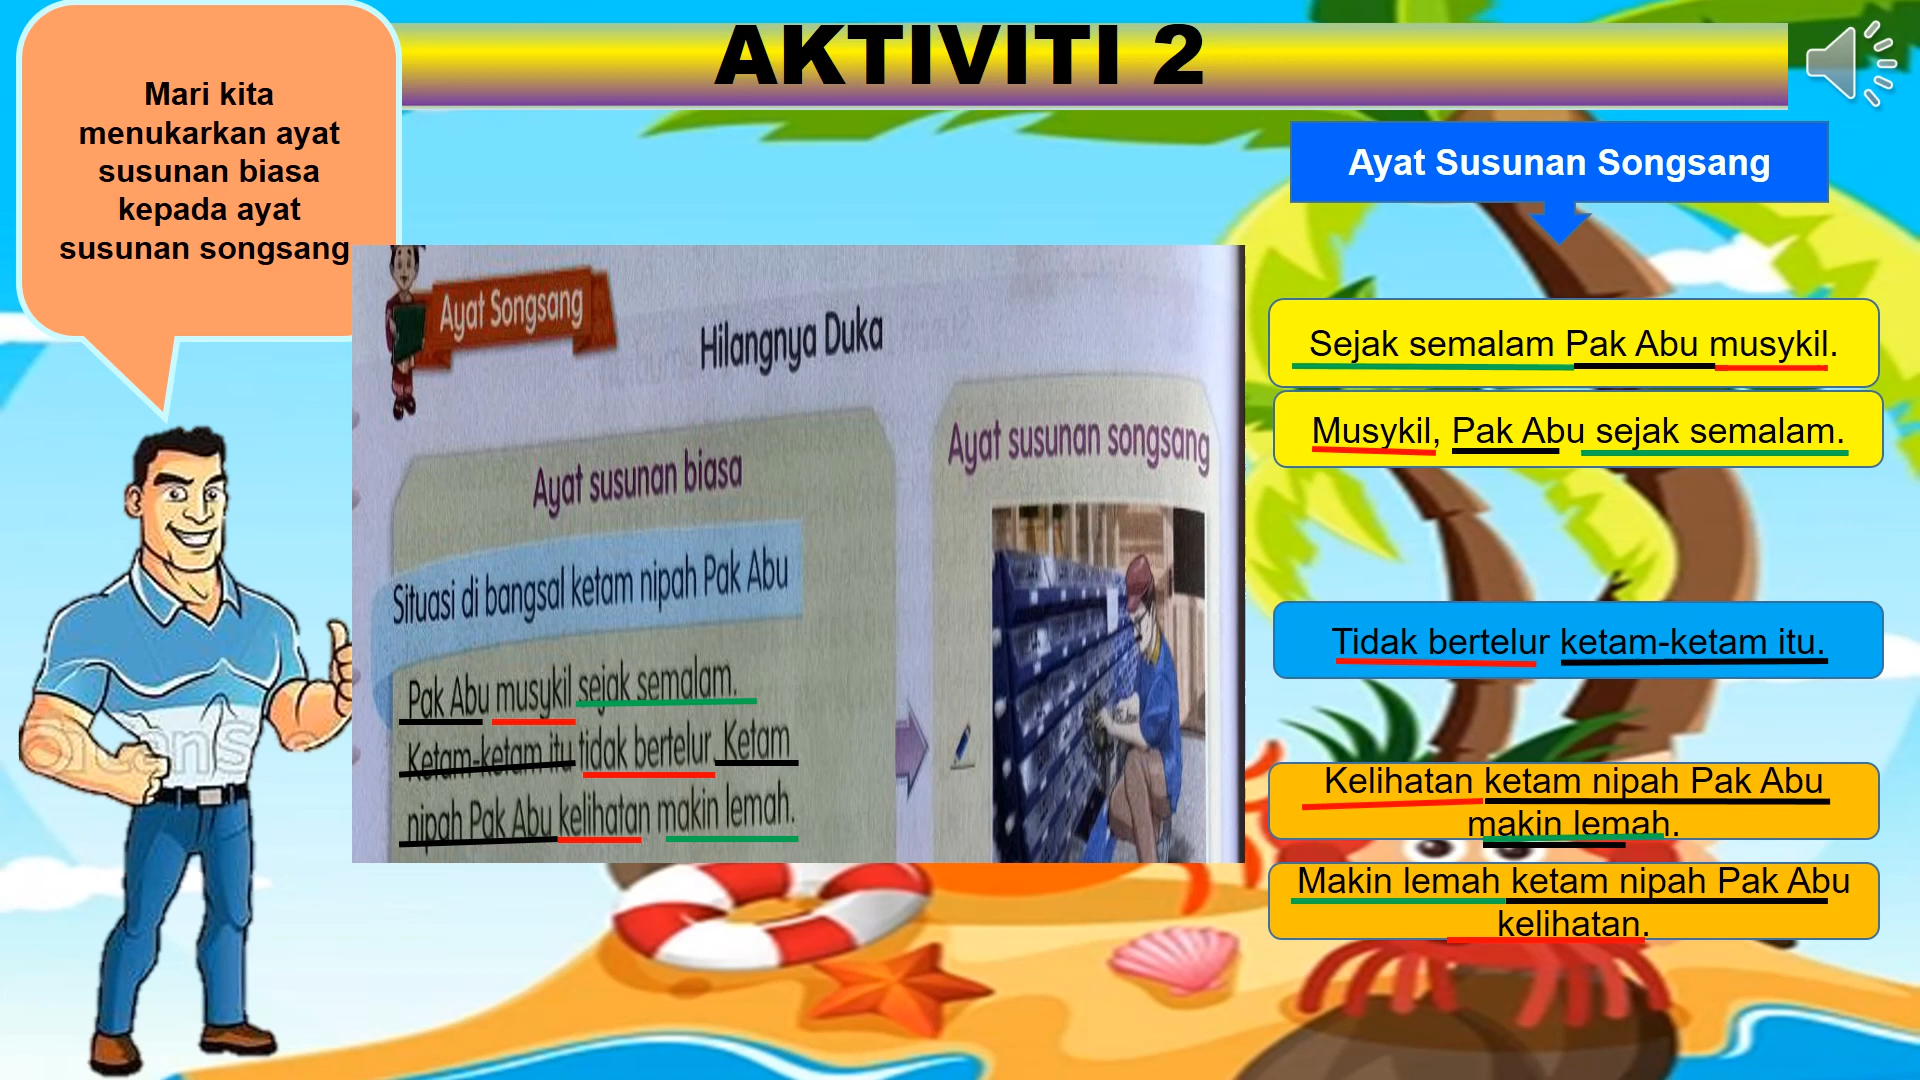 AKTIVITI 2
Mari kita
menukarkan ayat
susunan biasa
kepada ayat
susunan songsang
Ayat Susunan Songsang
Ayat Songsang
Hilangnya Duka
Ayat susunan biasa
Situasi di bangsal ketam nipah Pak Abu
Pak Abu musykil sejak semalam.
Ketam-ketam itu tidak bertelur. Ketam
nipah Pak Abu kelihatan makin lemah.
Ayat susunan songsang
Sejak semalam Pak Abu musykil.
Musykil, Pak Abu sejak semalam.
Tidak bertelur ketam-ketam itu.
Kelihatan ketam nipah Pak Abu
makin lemah.
Makin lemah ketam nipah Pak Abu
kelihatan.